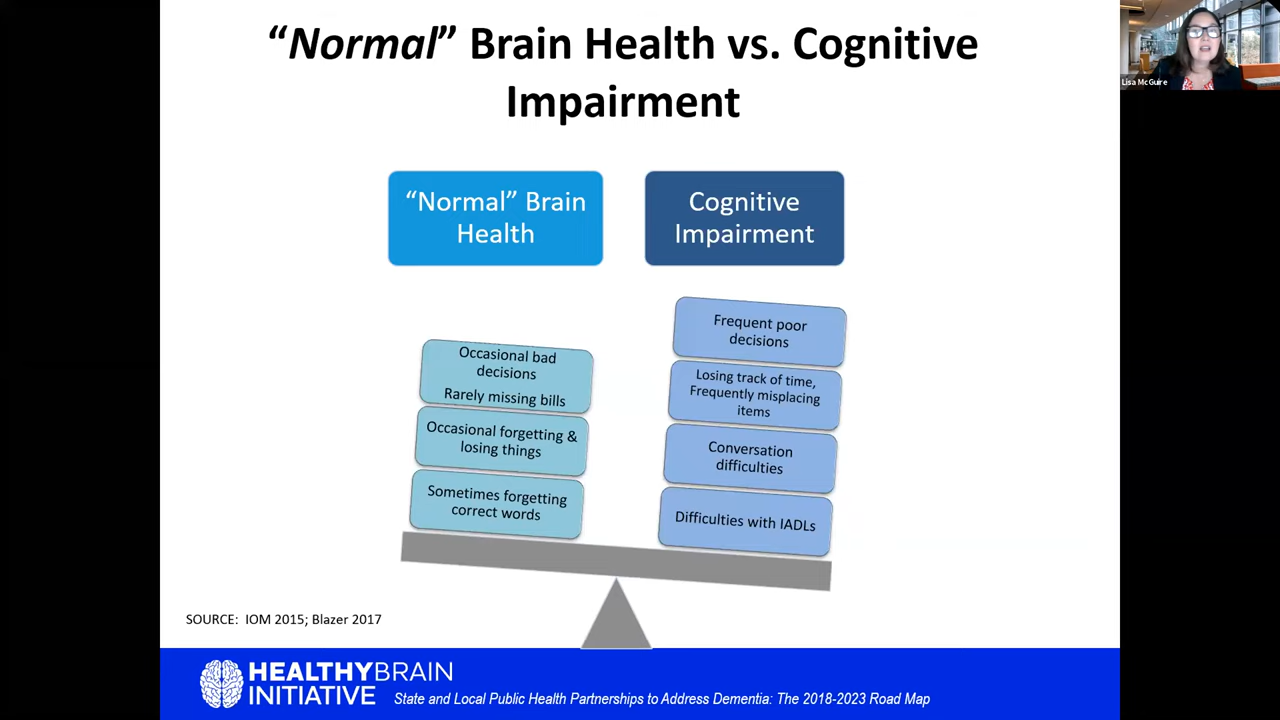 “Normal” Brain Health vs. Cognitive
Impairment
Lisa McGuire
“Normal” Brain
Health
Cognitive
Impairment
Occasional bad
decisions
Rarely missing bills
Occasional forgetting &
losing things
Sometimes forgetting
correct words
Frequent poor
decisions
Losing track of time,
Frequently misplacing
items
Conversation
difficulties
Difficulties with IADLs
SOURCE: IOM 2015; Blazer 2017
HEALTHYBRAIN
INITIATIVE
State and Local Public Health Partnerships to Address Dementia: The 2018-2023 Road Map